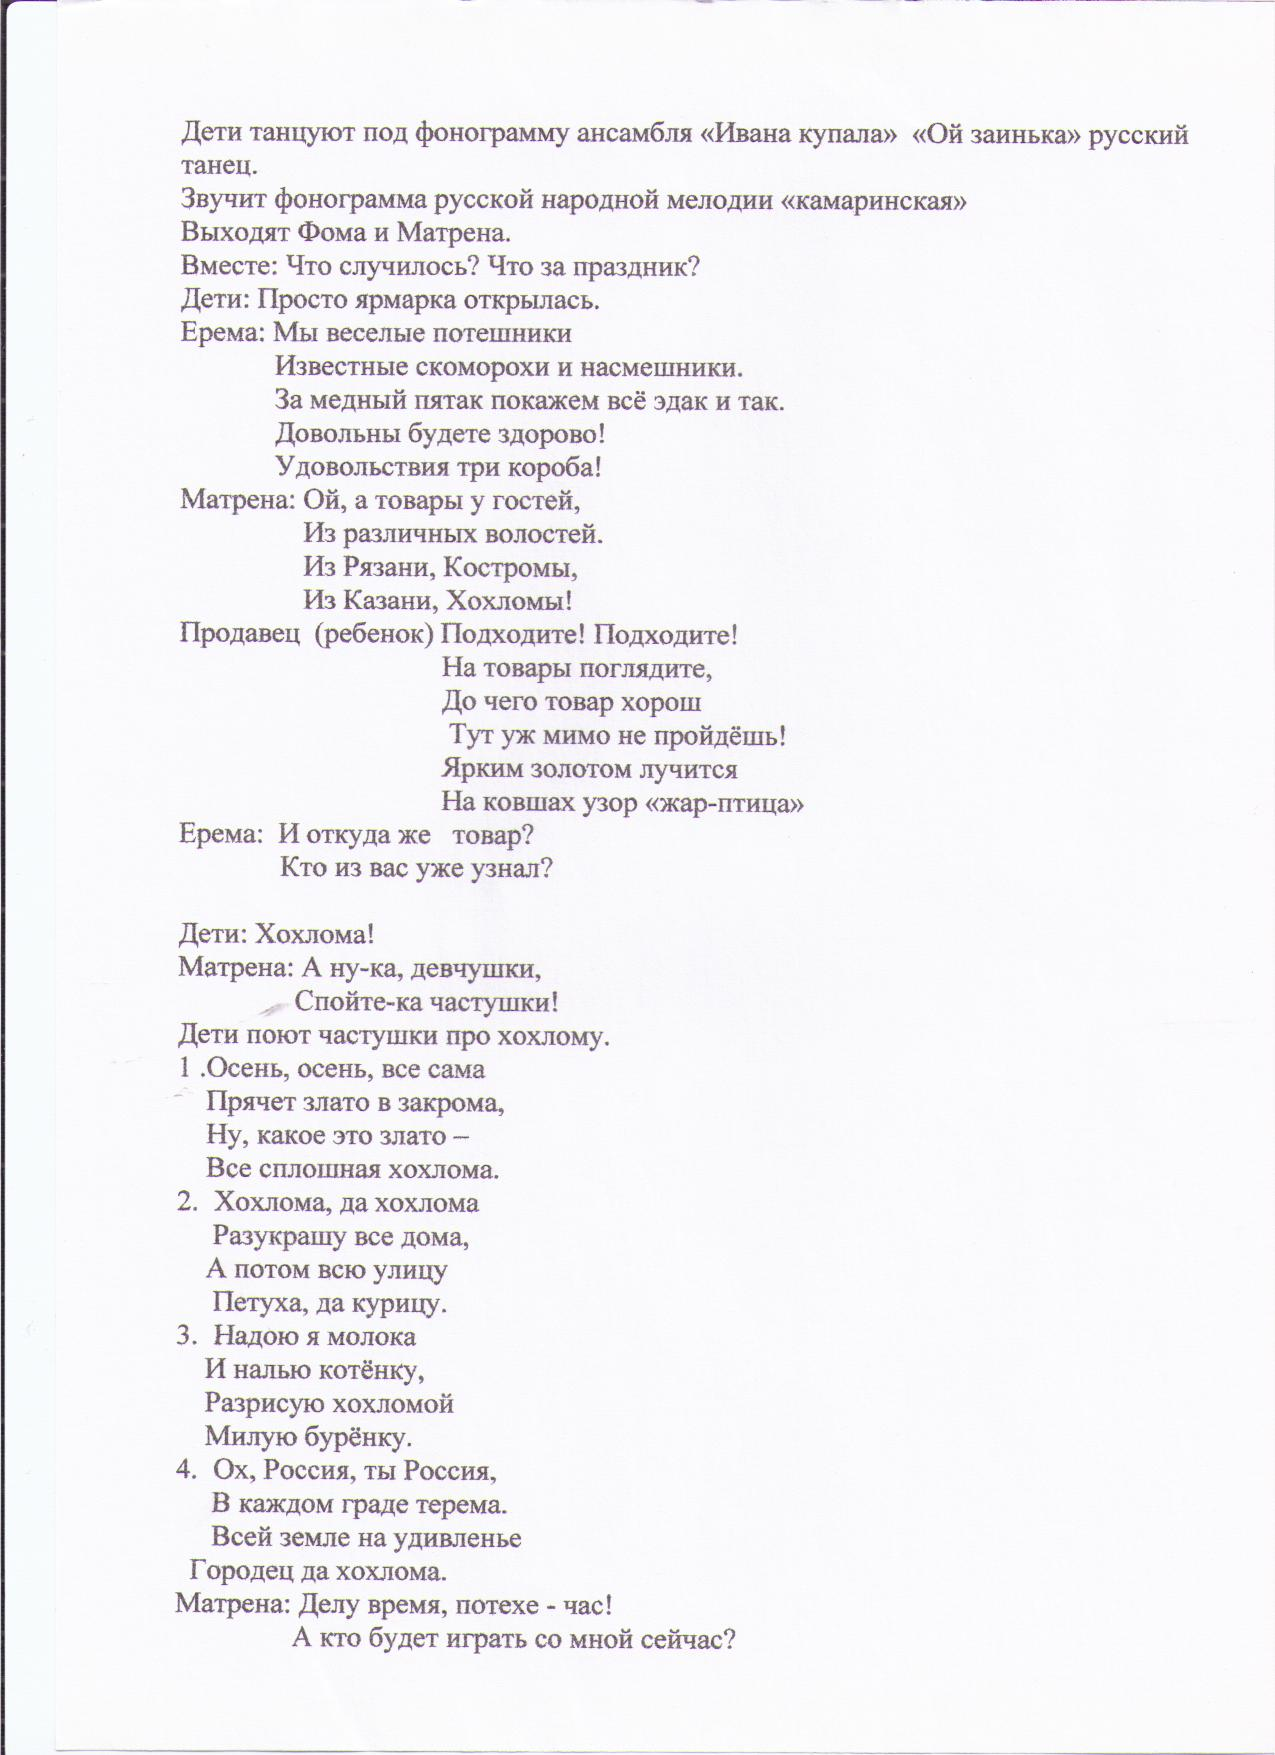 Дети танцуют под фонограмму ансамбля «Ивана купала»  «Ой заинька» русский
танец.
Звучит фонограмма русской народной мелодии «камаринская»
Выходят Фома и Матрена.
Вместе: Что случилось? Что за праздник?
Дети: Просто ярмарка открылась.
Ерема: Мы веселые потешники
Известные скоморохи и насмешники.
За медный пятак покажем всё эдак и так.
Довольны будете здорово!
Удовольствия три короба!
Матрена: Ой, а товары у гостей,
Из различных волостей.
Из Рязани, Костромы,
Из Казани, Хохломы!
Продавец  (ребенок) Подходите! Подходите!
На товары поглядите,
До чего товар хорош
Тут уж мимо не пройдёшь!
Ярким золотом лучится
На ковшах узор «жар-птица»
Ерема:  И откуда же   товар?
Кто из вас уже узнал?
Дети: Хохлома!
Матрена: А ну-ка, девчушки,
Спойте-ка частушки!
Дети поют частушки про хохлому.
1 .Осень, осень, все сама
Прячет злато в закрома,
Ну, какое это злато –
Все сплошная хохлома.
2.  Хохлома, да хохлома
Разукрашу все дома,
А потом всю улицу
Петуха, да курицу.
3.  Надою я молока
И налью котёнку,
Разрисую хохломой
Милую бурёнку.
4.  Ох, Россия, ты Россия,
В каждом граде терема.
Всей земле на удивленье
Городец да хохлома.
Матрена: Делу время, потехе - час!
А кто будет играть со мной сейчас?